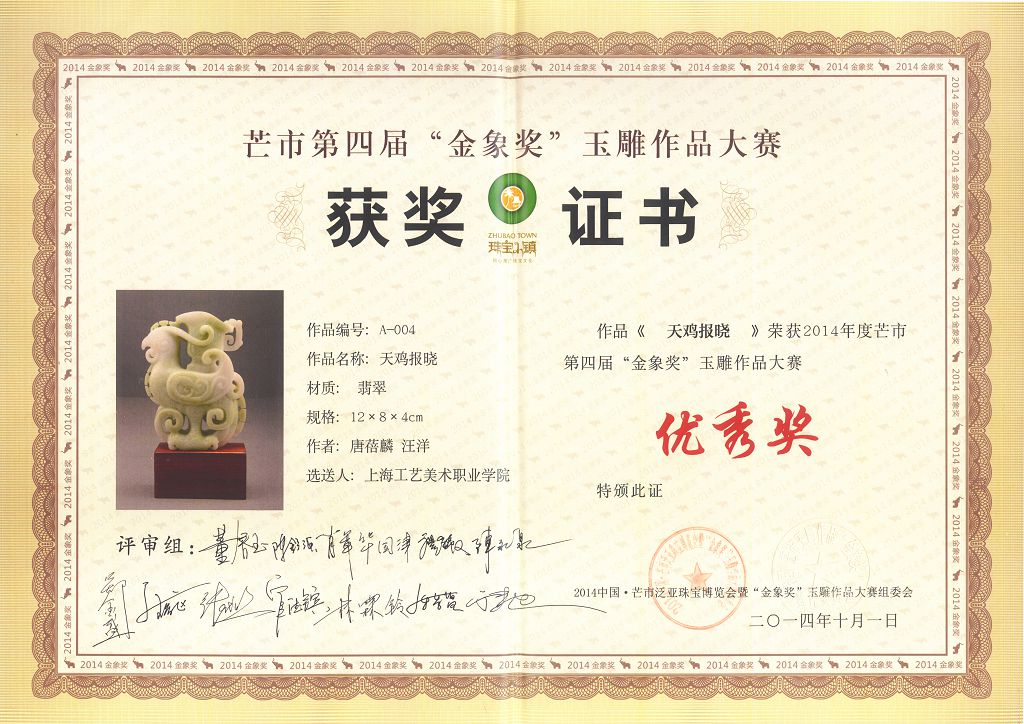 芒市第四届“金象奖”玉雕作品大赛
获奖证书
ZHUBAO TOWN
珠宝小镇
作品编号: A-004
作品名称: 天鸡报晓
材质: 翡翠
规格: 12×8×4cm
作者: 唐蓓麟 汪洋
选送人: 上海工艺美术职业学院
作品《 天鸡报晓 》荣获2014年度芒市
第四届“金象奖”玉雕作品大赛
优秀奖
特颁此证
评审组:
2014中国·芒市泛亚珠宝博览会暨“金象奖”玉雕作品大赛组委会
二〇一四年十月一日
2014金象奖